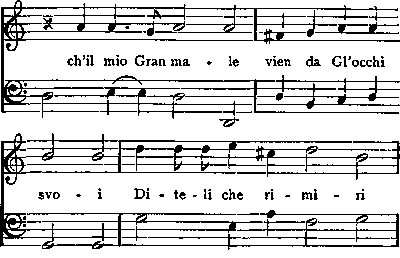 ch'il mio Gran ma - le vien da Gl'occhi
svo - i Di - te - li che ri - mi - ri